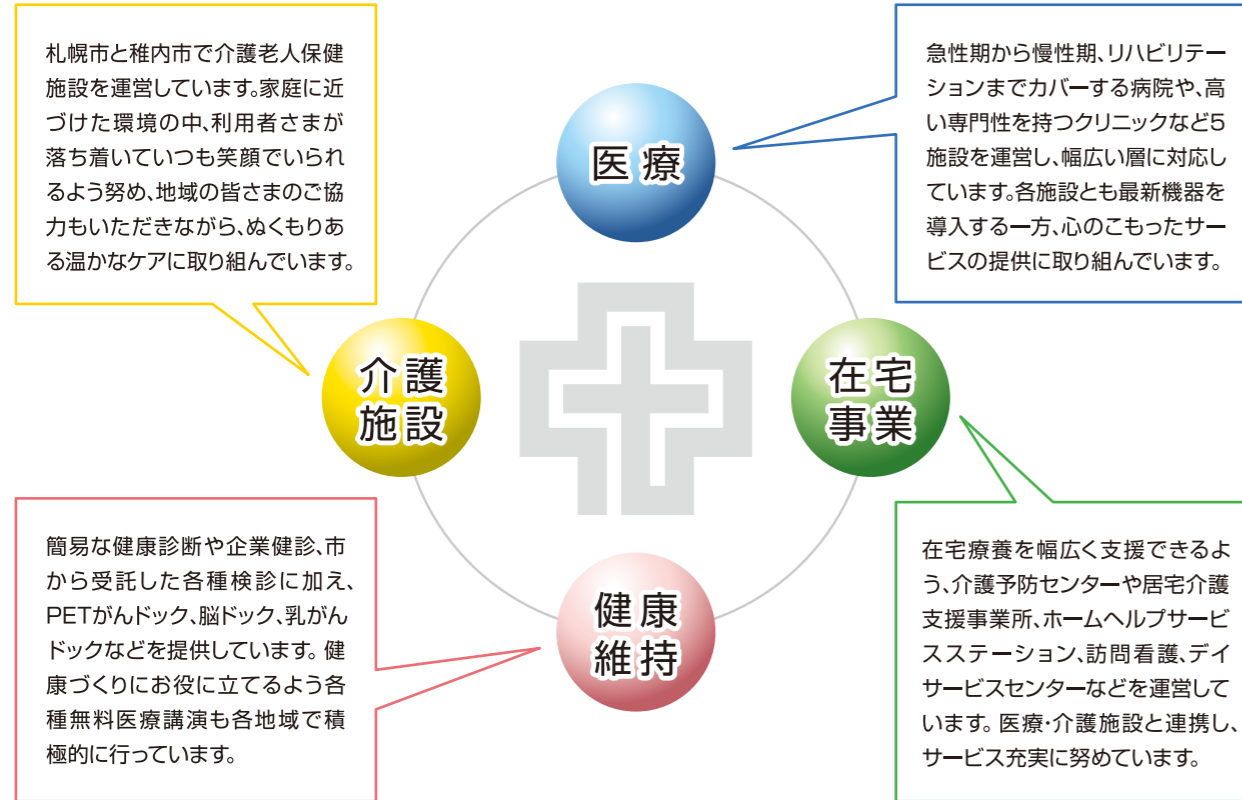 札幌市と稚内市で介護老人保健
施設を運営しています。家庭に近
づけた環境の中、利用者さまが
落ち着いていつも笑顔でいられ
るよう努め、地域の皆さまのご協
力もいただきながら、ぬくもりあ
る温かなケアに取り組んでいます。
医療
急性期から慢性期、リハビリテー
ションまでカバーする病院や、高
い専門性を持つクリニックなど5
施設を運営し、幅広い層に対応し
ています。各施設とも最新機器を
導入する一方、心のこもったサー
ビスの提供に取り組んでいます。
介護
施設
在宅
事業
簡易な健康診断や企業健診、市
から受託した各種検診に加え、
PETがんドック、脳ドック、乳がん
ドックなどを提供しています。健
康づくりにお役に立てるよう各
種無料医療講演も各地域で積
極的に行っています。
健康
維持
在宅療養を幅広く支援できるよ
う、介護予防センターや居宅介護
支援事業所、ホームヘルプサービ
スステーション、訪問看護、デイ
サービスセンターなどを運営して
います。医療・介護施設と連携し、
サービス充実に努めています。